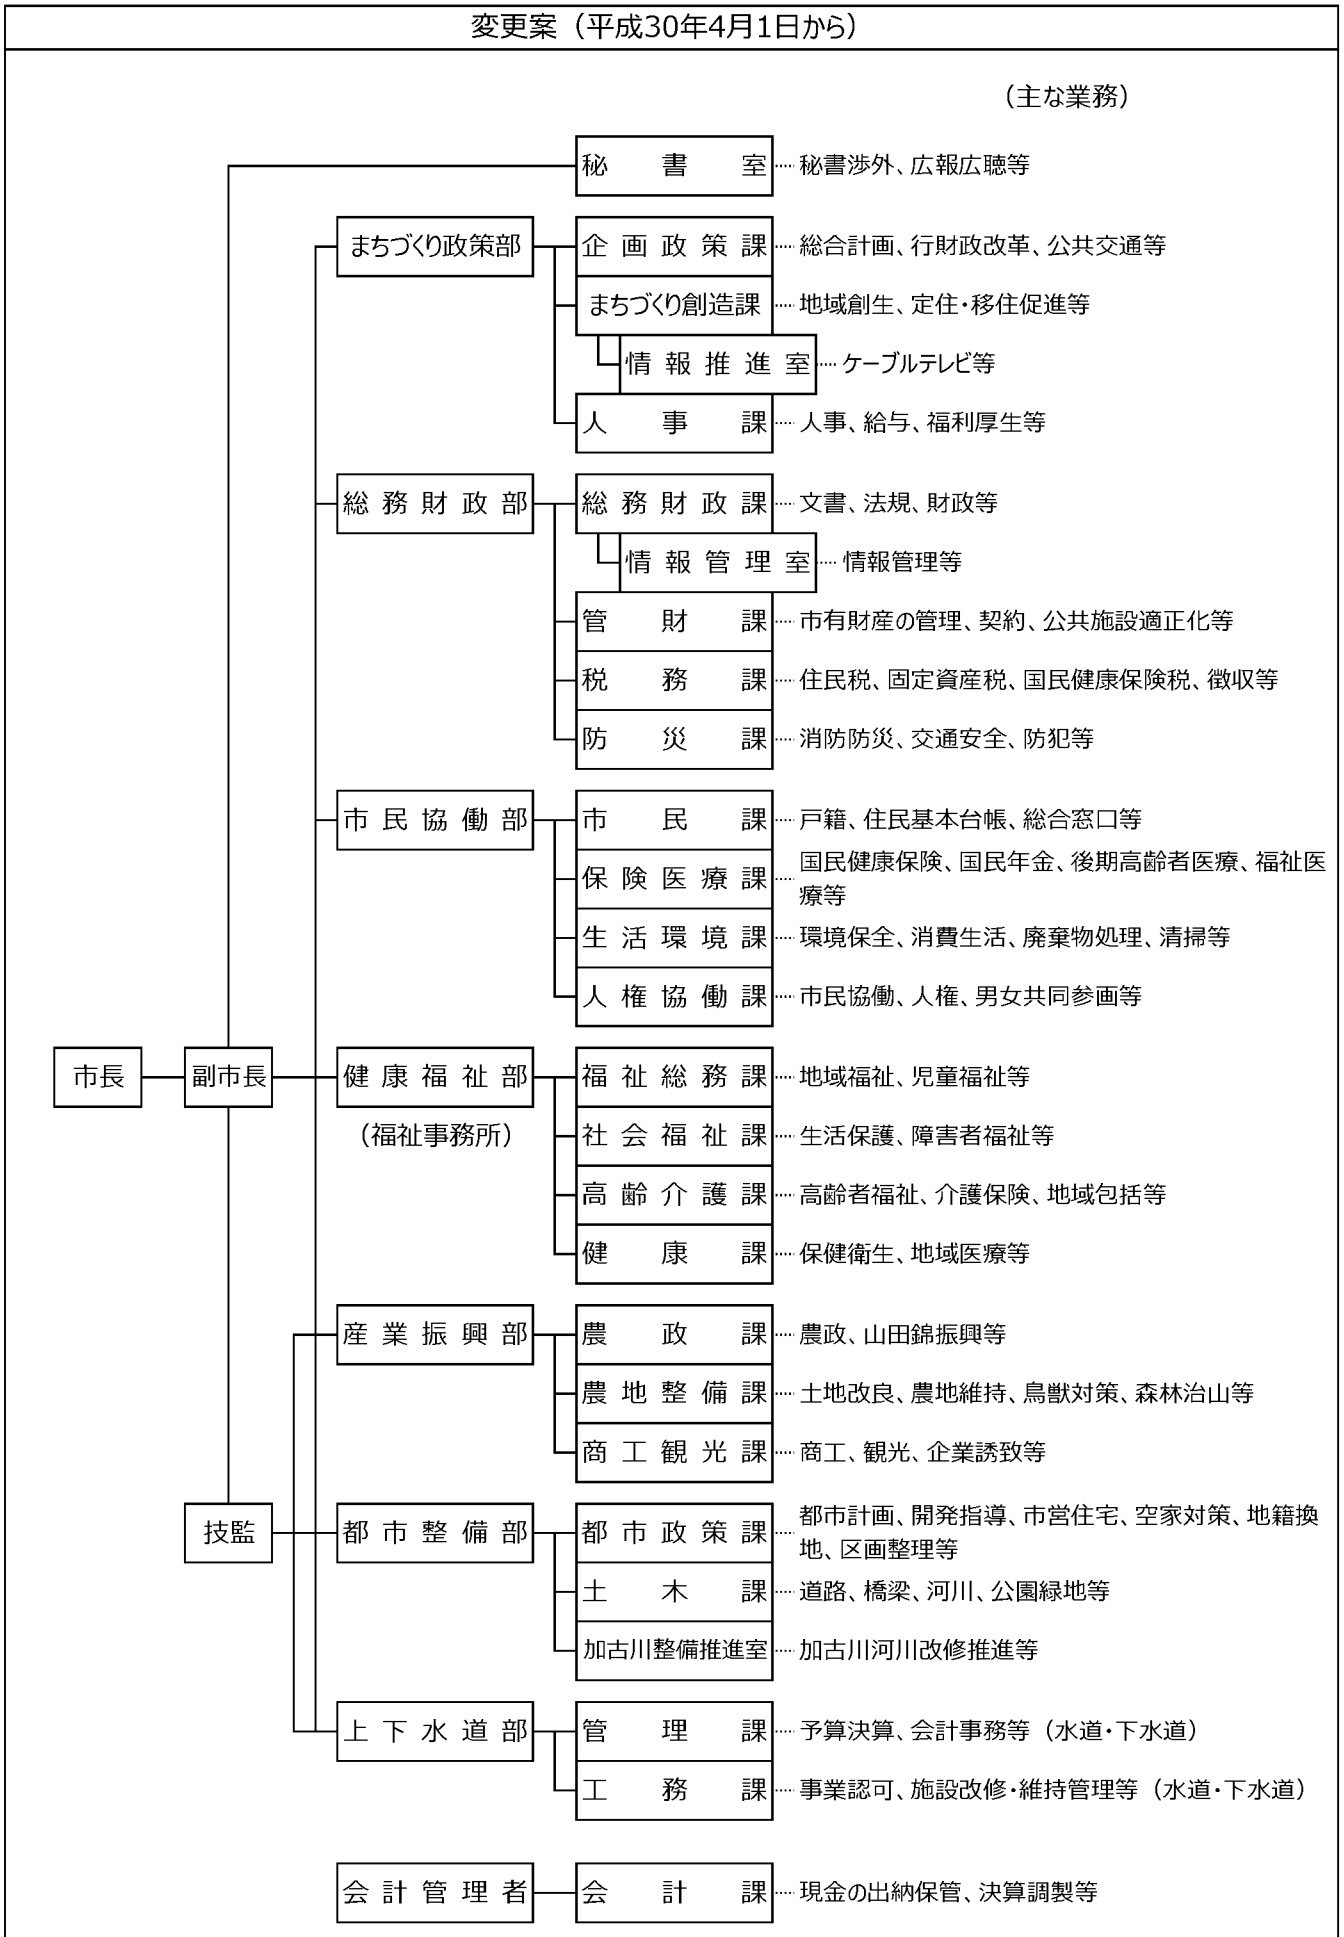 変更案（平成30年4月1日から）
（主な業務）
秘書室 秘書渉外、広報広聴等
まちづくり政策部 企画政策課 総合計画、行財政改革、公共交通等
まちづくり創造課 地域創生、定住・移住促進等
情報推進室 ケーブルテレビ等
人事課 人事、給与、福利厚生等
総務財政部 総務財政課 文書、法規、財政等
情報管理室 情報管理等
管財課 市有財産の管理、契約、公共施設適正化等
税務課 住民税、固定資産税、国民健康保険税、徴収等
防災課 消防防災、交通安全、防犯等
市民協働部 市民課 戸籍、住民基本台帳、総合窓口等
保険医療課 国民健康保険、国民年金、後期高齢者医療、福祉医
療等
生活環境課 環境保全、消費生活、廃棄物処理、清掃等
人権協働課 市民協働、人権、男女共同参画等
市長 副市長 健康福祉部 福祉総務課 地域福祉、児童福祉等
（福祉事務所） 社会福祉課 生活保護、障害者福祉等
高齢介護課 高齢者福祉、介護保険、地域包括等
健康課 保健衛生、地域医療等
産業振興部 農政課 農政、山田錦振興等
農地整備課 土地改良、農地維持、鳥獣対策、森林治山等
商工観光課 商工、観光、企業誘致等
技監 都市整備部 都市政策課 都市計画、開発指導、市営住宅、空家対策、地籍換
地、区画整理等
土木課 道路、橋梁、河川、公園緑地等
加古川整備推進室 加古川河川改修推進等
上下水道部 管理課 予算決算、会計事務等（水道・下水道）
工務課 事業認可、施設改修・維持管理等（水道・下水道）
会計管理者 会計課 現金の出納保管、決算調製等